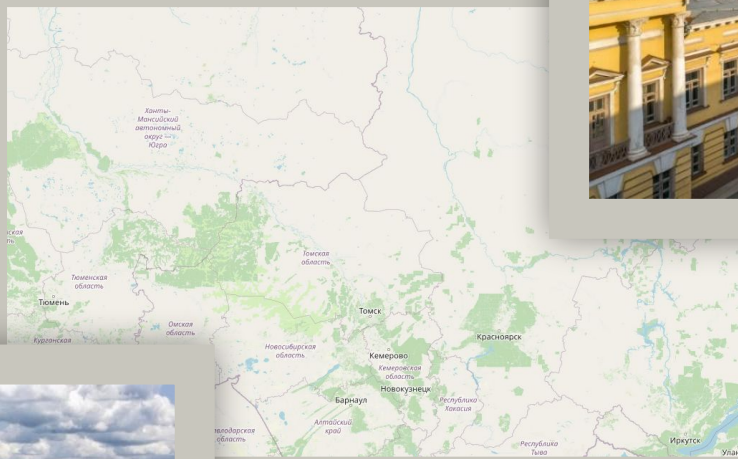 Ханты-
Мансийский
автономный
округ —
Югра
Томская
область
Тюменская
область
Тюмень
Томск
Омская
область
Красноярск
Курганская
Новосибирская
область
Кемерово
Кемеровская
область
Новокузнецк
Барнаул
Республика
Хакасия
Алтайский
край
область
Республика
Тыва
Иркутск